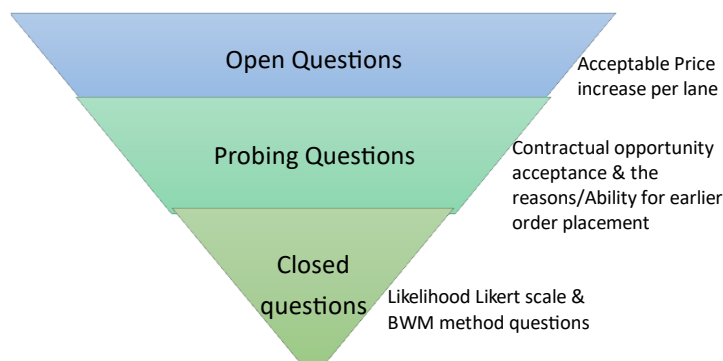 Open Questions
Acceptable Price
increase per lane
Probing Questions
Contractual opportunity
acceptance & the
reasons/Ability for earlier
order placement
Closed
questions
Likelihood Likert scale &
BWM method questions